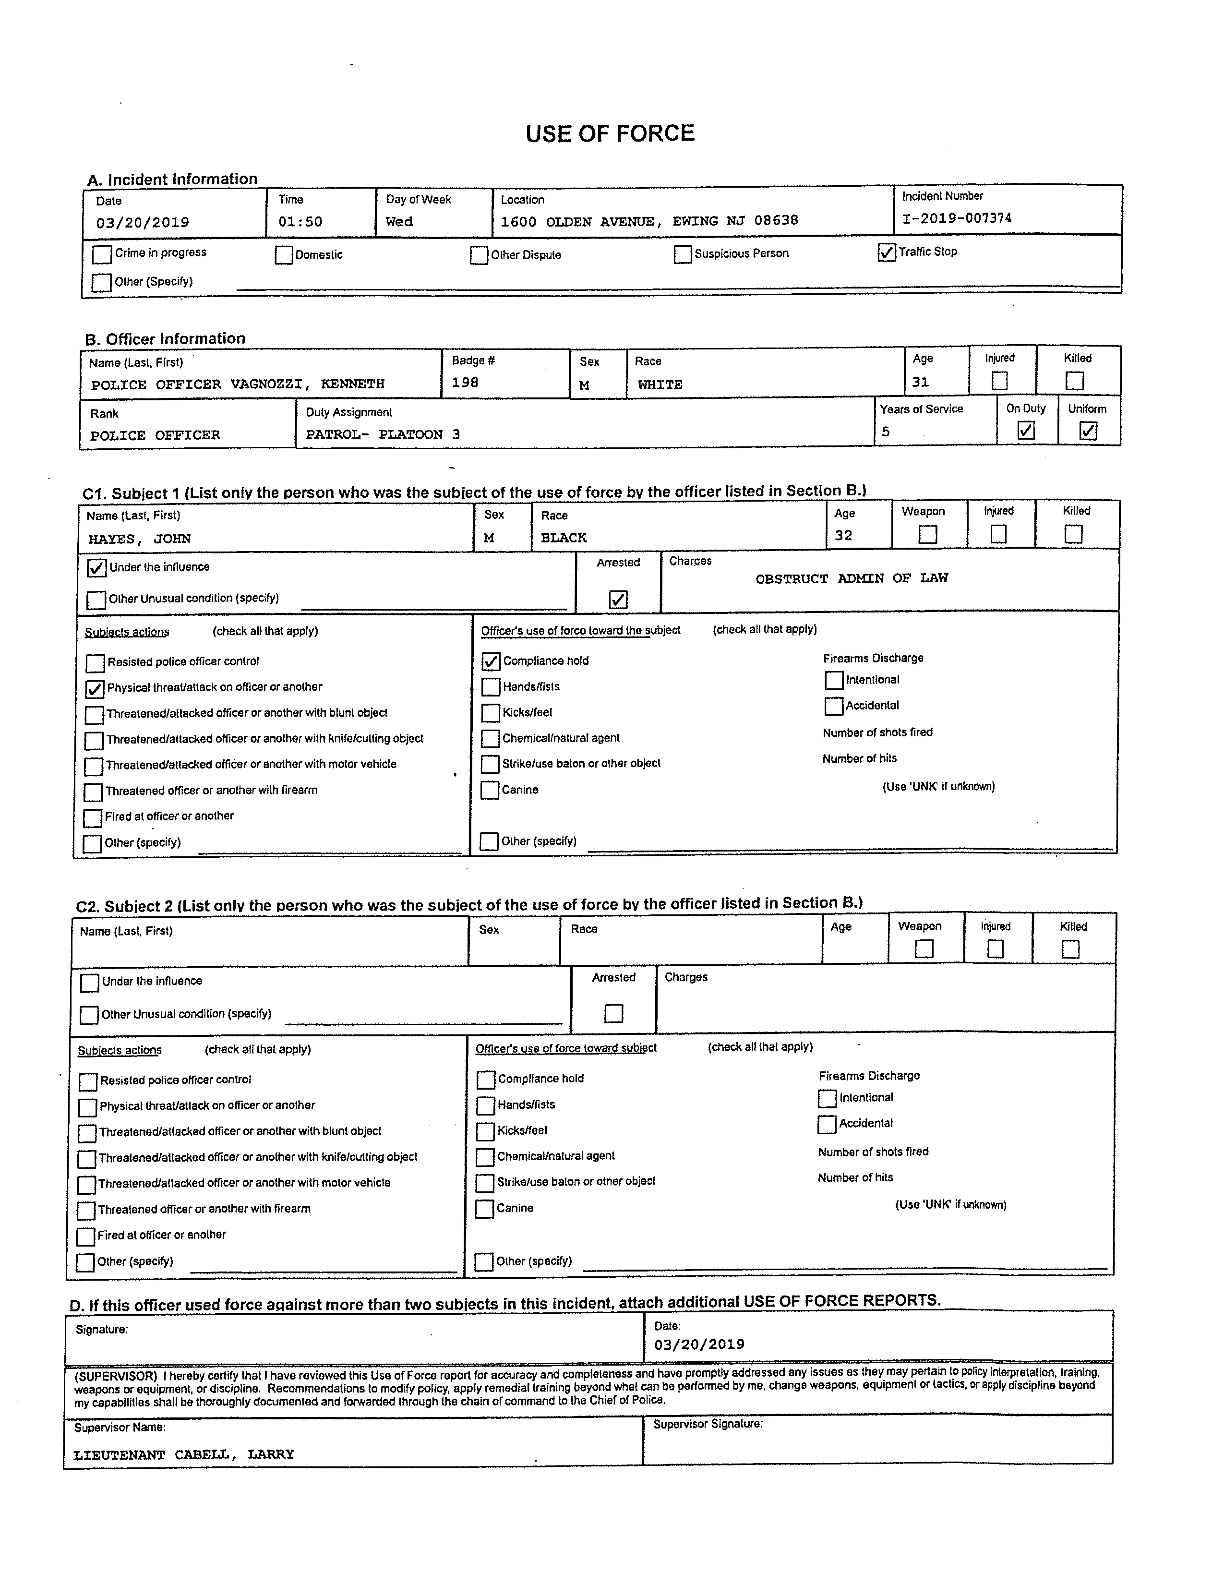 USE OF FORCE
A. Incident Information
Date Time Day of Week Location Incident Number
03/20/2019 01:50 Wed 1600 OLDEN AVENUE, EWING NJ 08638 I-2019-007374
Crime in progress Domestic Other Dispute Suspicious Person Traffic Stop
Other (Specify)
B. Officer Information
Name (Last, First) Badge # Sex Race Age Injured Killed
POLICE OFFICER VAGNOZZI, KENNETH 198 M WHITE 31
Rank Duty Assignment Years of Service On Duty Uniform
POLICE OFFICER PATROL- PLATOON 3 5
C1. Subject 1 (List only the person who was the subject of the use of force by the officer listed in Section B.)
Name (Last, First) Sex Race Age Weapon Injured Killed
HAYES, JOHN M BLACK 32
Under the influence Arrested Charges
OBSTRUCT ADMIN OF LAW
Other Unusual condition (specify)
Subjects actions (check all that apply) Officer's use of force toward the subject (check all that apply)
Resisted police officer control Compliance hold Firearms Discharge
Physical threat/attack on officer or another Hands/fists Intentional
Threatened/attacked officer or another with blunt object Kicks/feet Accidental
Threatened/attacked officer or another with knife/cutting object Chemical/natural agent Number of shots fired
Threatened/attacked officer or another with motor vehicle Strike/use baton or other object Number of hits
Threatened officer or another with firearm Canine (Use 'UNK' if unknown)
Fired at officer or another
Other (specify) Other (specify)
C2. Subject 2 (List only the person who was the subject of the use of force by the officer listed in Section B.)
Name (Last, First) Sex Race Age Weapon Injured Killed
Under the influence Arrested Charges
Other Unusual condition (specify)
Subjects actions (check all that apply) Officer's use of force toward subject (check all that apply)
Resisted police officer control Compliance hold Firearms Discharge
Physical threat/attack on officer or another Hands/fists Intentional
Threatened/attacked officer or another with blunt object Kicks/feet Accidental
Threatened/attacked officer or another with knife/cutting object Chemical/natural agent Number of shots fired
Threatened/attacked officer or another with motor vehicle Strike/use baton or other object Number of hits
Threatened officer or another with firearm Canine (Use 'UNK' if unknown)
Fired at officer or another
Other (specify) Other (specify)
D. If this officer used force against more than two subjects in this incident, attach additional USE OF FORCE REPORTS.
Signature: Date:
03/20/2019
(SUPERVISOR) I hereby certify that I have reviewed this Use of Force report for accuracy and completeness and have promptly addressed any issues as they may pertain to policy interpretation, training,
weapons or equipment, or discipline. Recommendations to modify policy, apply remedial training beyond what can be performed by me, change weapons, equipment or tactics, or apply discipline beyond
my capabilities shall be thoroughly documented and forwarded through the chain of command to the Chief of Police.
Supervisor Name: Supervisor Signature:
LIEUTENANT CABELL, LARRY